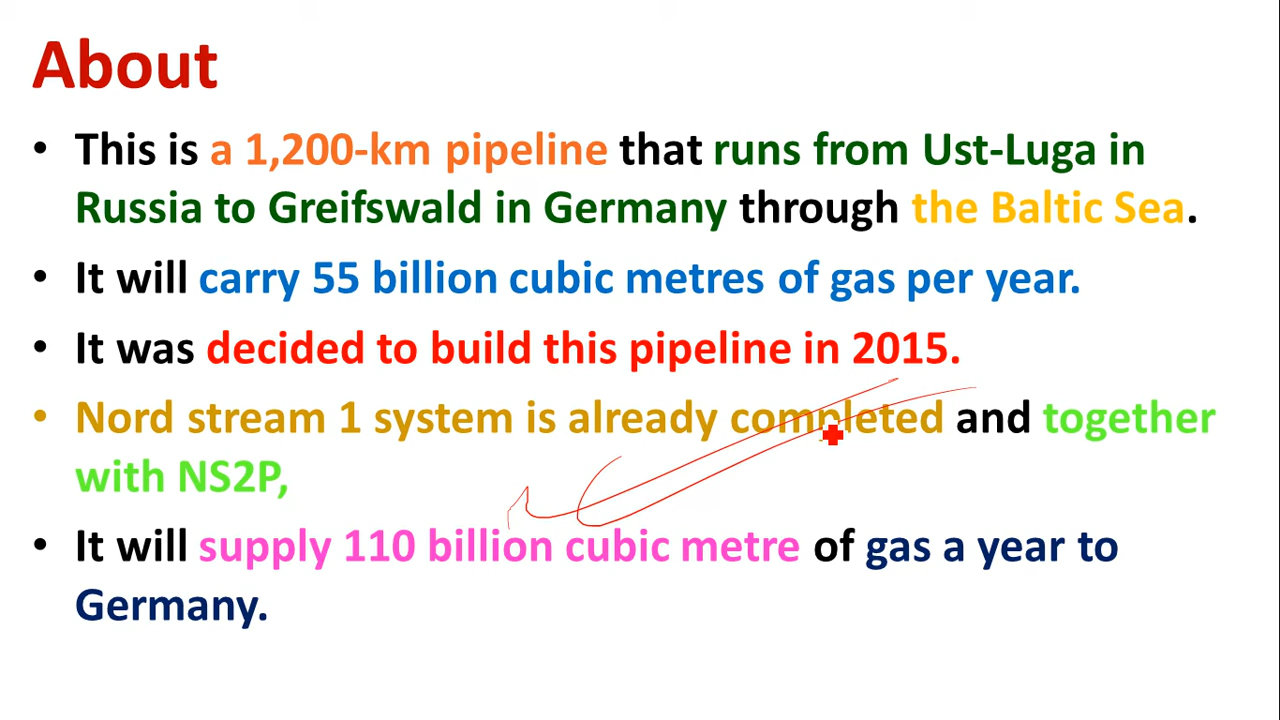 About
• This is a 1,200-km pipeline that runs from Ust-Luga in
Russia to Greifswald in Germany through the Baltic Sea.
• It will carry 55 billion cubic metres of gas per year.
• It was decided to build this pipeline in 2015.
• Nord stream 1 system is already completed and together
with NS2P,
• It will supply 110 billion cubic metre of gas a year to
Germany.